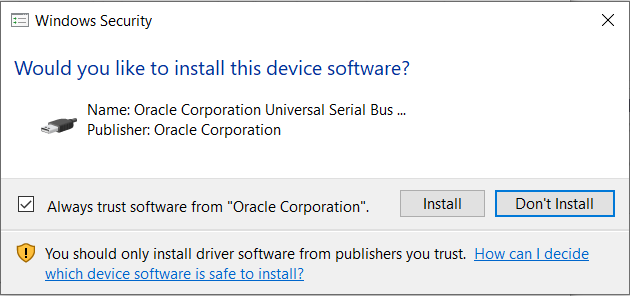 Windows Security
Would you like to install this device software?
Name: Oracle Corporation Universal Serial Bus ...
Publisher: Oracle Corporation
Always trust software from "Oracle Corporation".
Install
Don't Install
You should only install driver software from publishers you trust. How can I decide
which device software is safe to install?